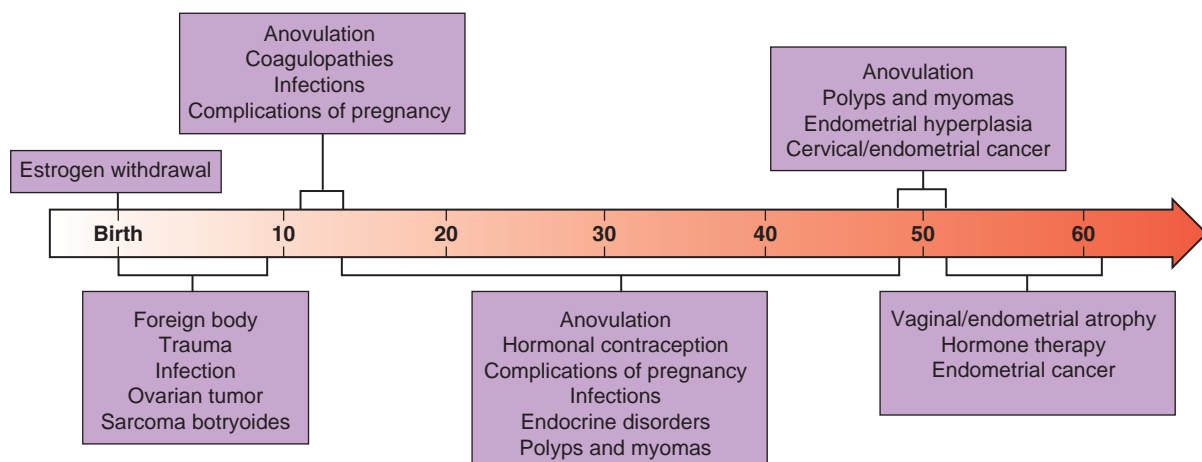 Anovulation
Coagulopathies
Infections
Complications of pregnancy
Anovulation
Polyps and myomas
Endometrial hyperplasia
Cervical/endometrial cancer
Estrogen withdrawal
Birth 10 20 30 40 50 60
Foreign body
Trauma
Infection
Ovarian tumor
Sarcoma botryoides
Anovulation
Hormonal contraception
Complications of pregnancy
Infections
Endocrine disorders
Polyps and myomas
Vaginal/endometrial atrophy
Hormone therapy
Endometrial cancer